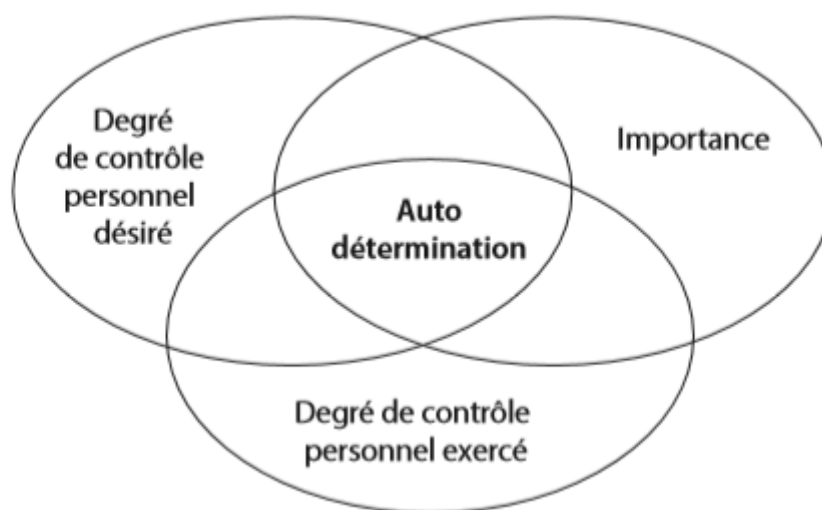 Degré
de contrôle
personnel
désiré
Importance
Auto
détermination
Degré de contrôle
personnel exercé